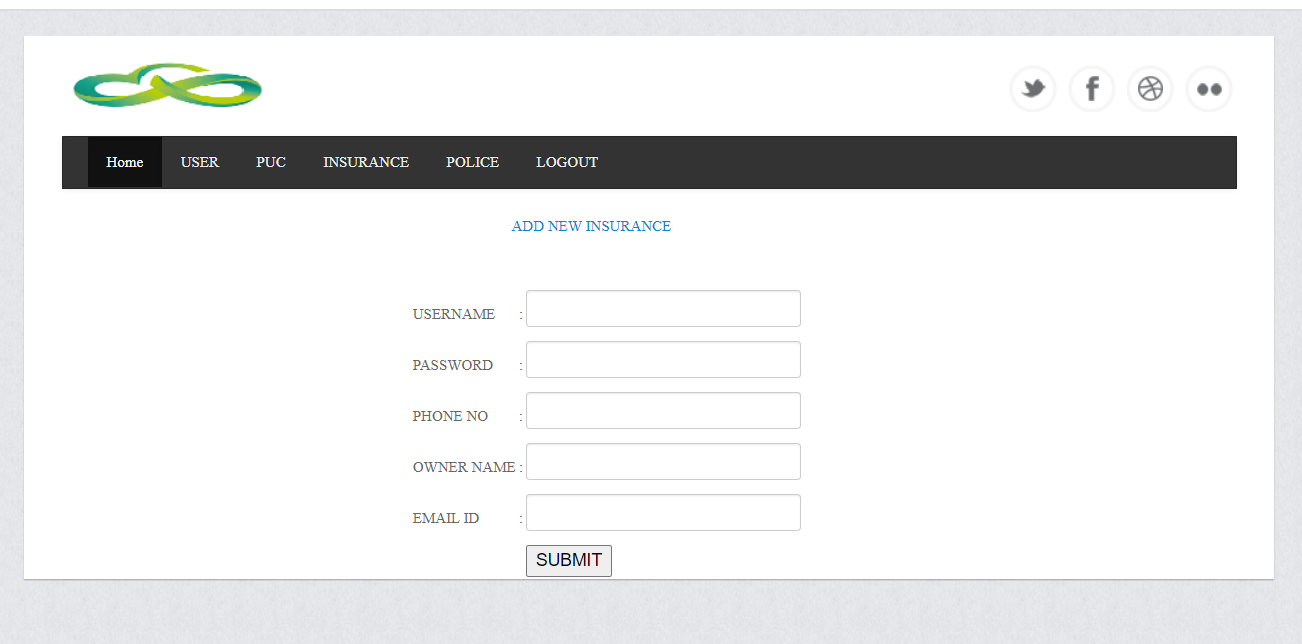 Home USER PUC INSURANCE POLICE LOGOUT
ADD NEW INSURANCE
USERNAME :
PASSWORD :
PHONE NO :
OWNER NAME :
EMAIL ID :
SUBMIT